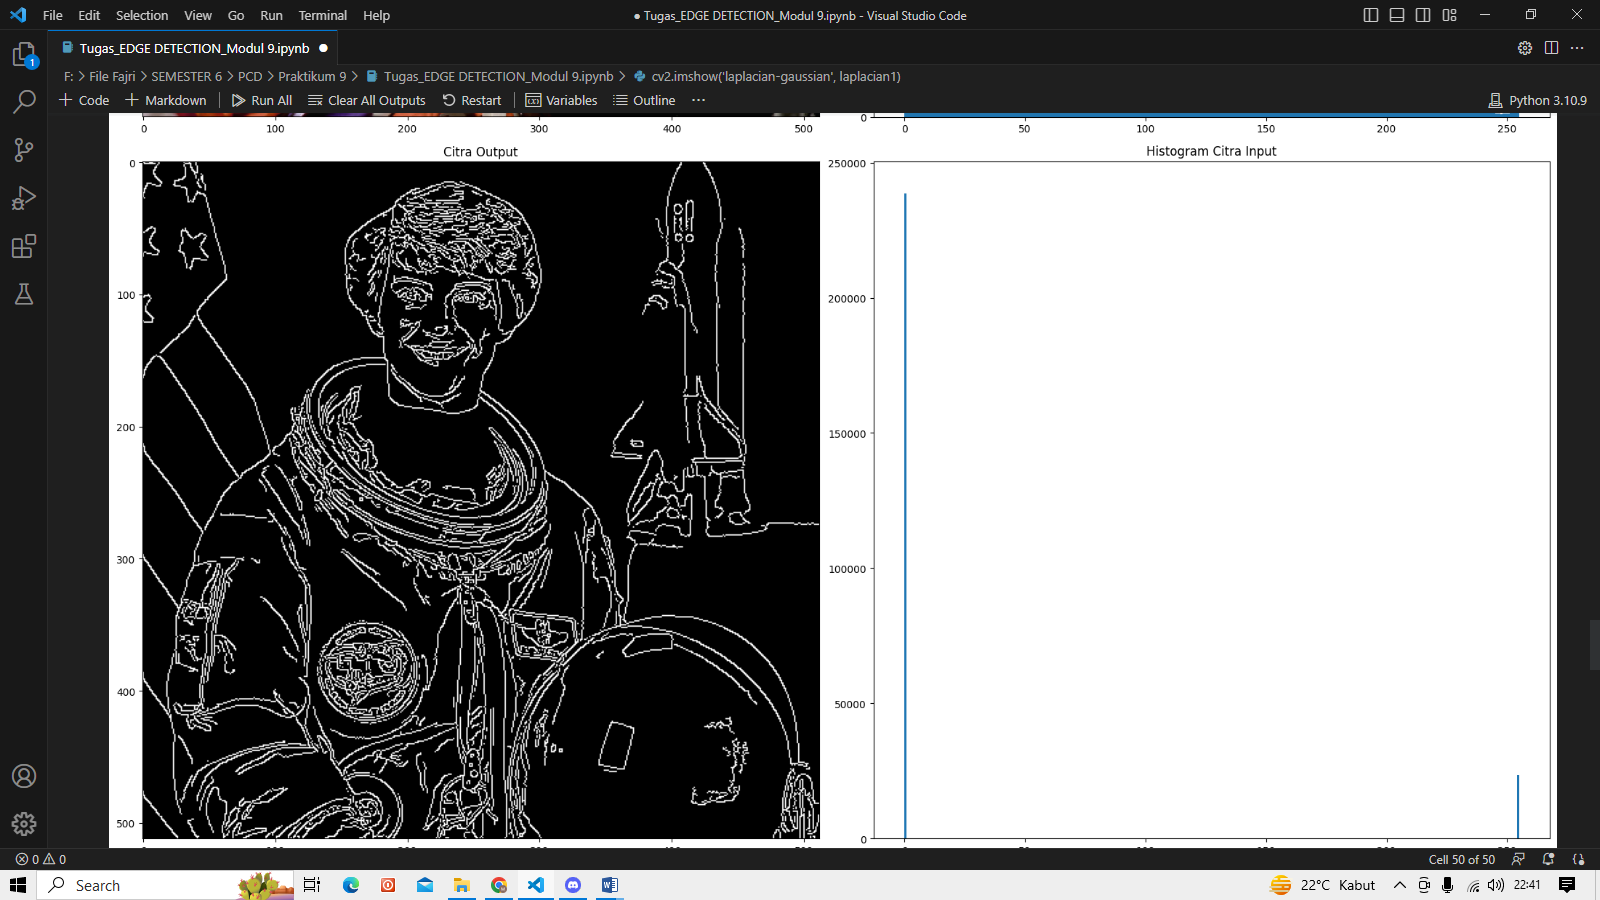 File Edit Selection View Go Run Terminal Help
● Tugas_EDGE DETECTION_Modul 9.ipynb - Visual Studio Code
Tugas_EDGE DETECTION_Modul 9.ipynb ●
1
F: > File Fajri > SEMESTER 6 > PCD > Praktikum 9 > Tugas_EDGE DETECTION_Modul 9.ipynb > cv2.imshow('laplacian-gaussian', laplacian1)
+ Code + Markdown | Run All Clear All Outputs Restart | Variables Outline ···
Python 3.10.9
0 100 200 300 400 500
0
0 50 100 150 200 250
Citra Output
0
100
200
300
400
500
Histogram Citra Input
250000
200000
150000
100000
50000
0
Cell 50 of 50
0 0
Search
22°C Kabut
22:41